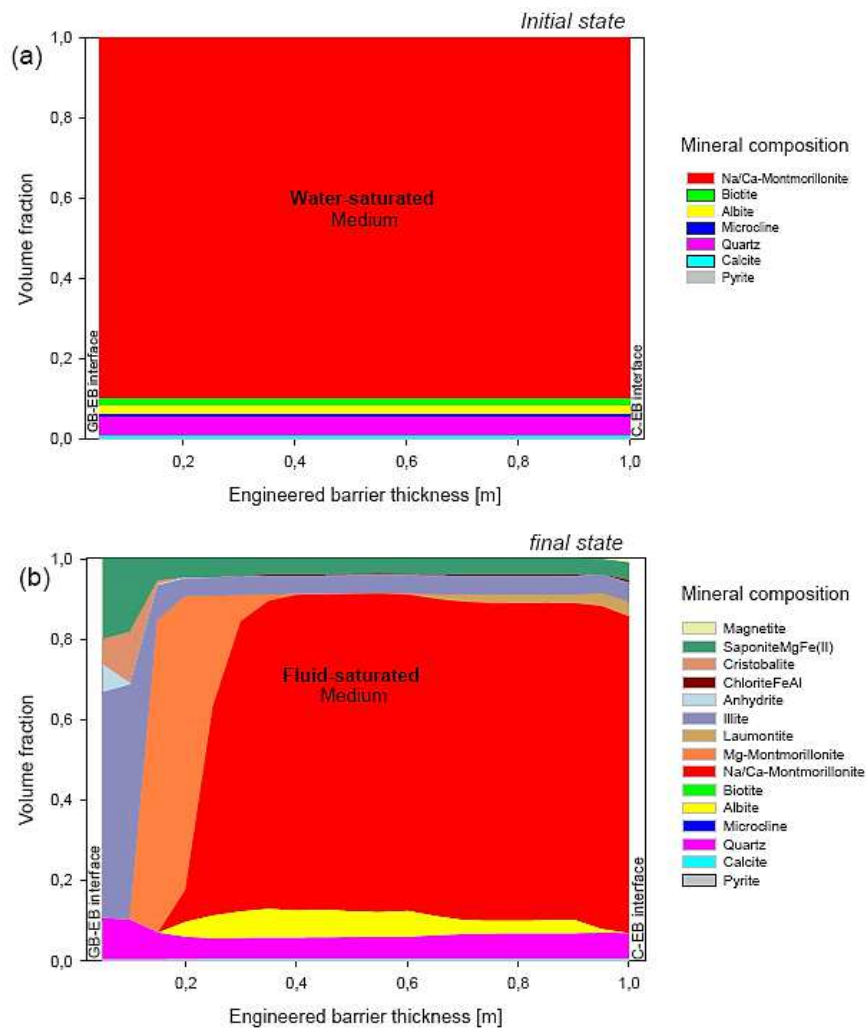 Initial state
(a)
1,0
0,8
0,6
0,4
0,2
0,0
Volume fraction
GB-EB interface
Water-saturated
Medium
C-EB interface
0,2
0,4
0,6
0,8
1,0
Engineered barrier thickness [m]
Mineral composition
Na/Ca-Montmorillonite
Biotite
Albite
Microcline
Quartz
Calcite
Pyrite
final state
(b)
1,0
0,8
0,6
0,4
0,2
0,0
Volume fraction
GB-EB interface
Fluid-saturated
Medium
C-EB interface
0,2
0,4
0,6
0,8
1,0
Engineered barrier thickness [m]
Mineral composition
Magnetite
SaponiteMgFe(II)
Cristobalite
ChloriteFeAl
Anhydrite
Illite
Laumontite
Mg-Montmorillonite
Na/Ca-Montmorillonite
Biotite
Albite
Microcline
Quartz
Calcite
Pyrite